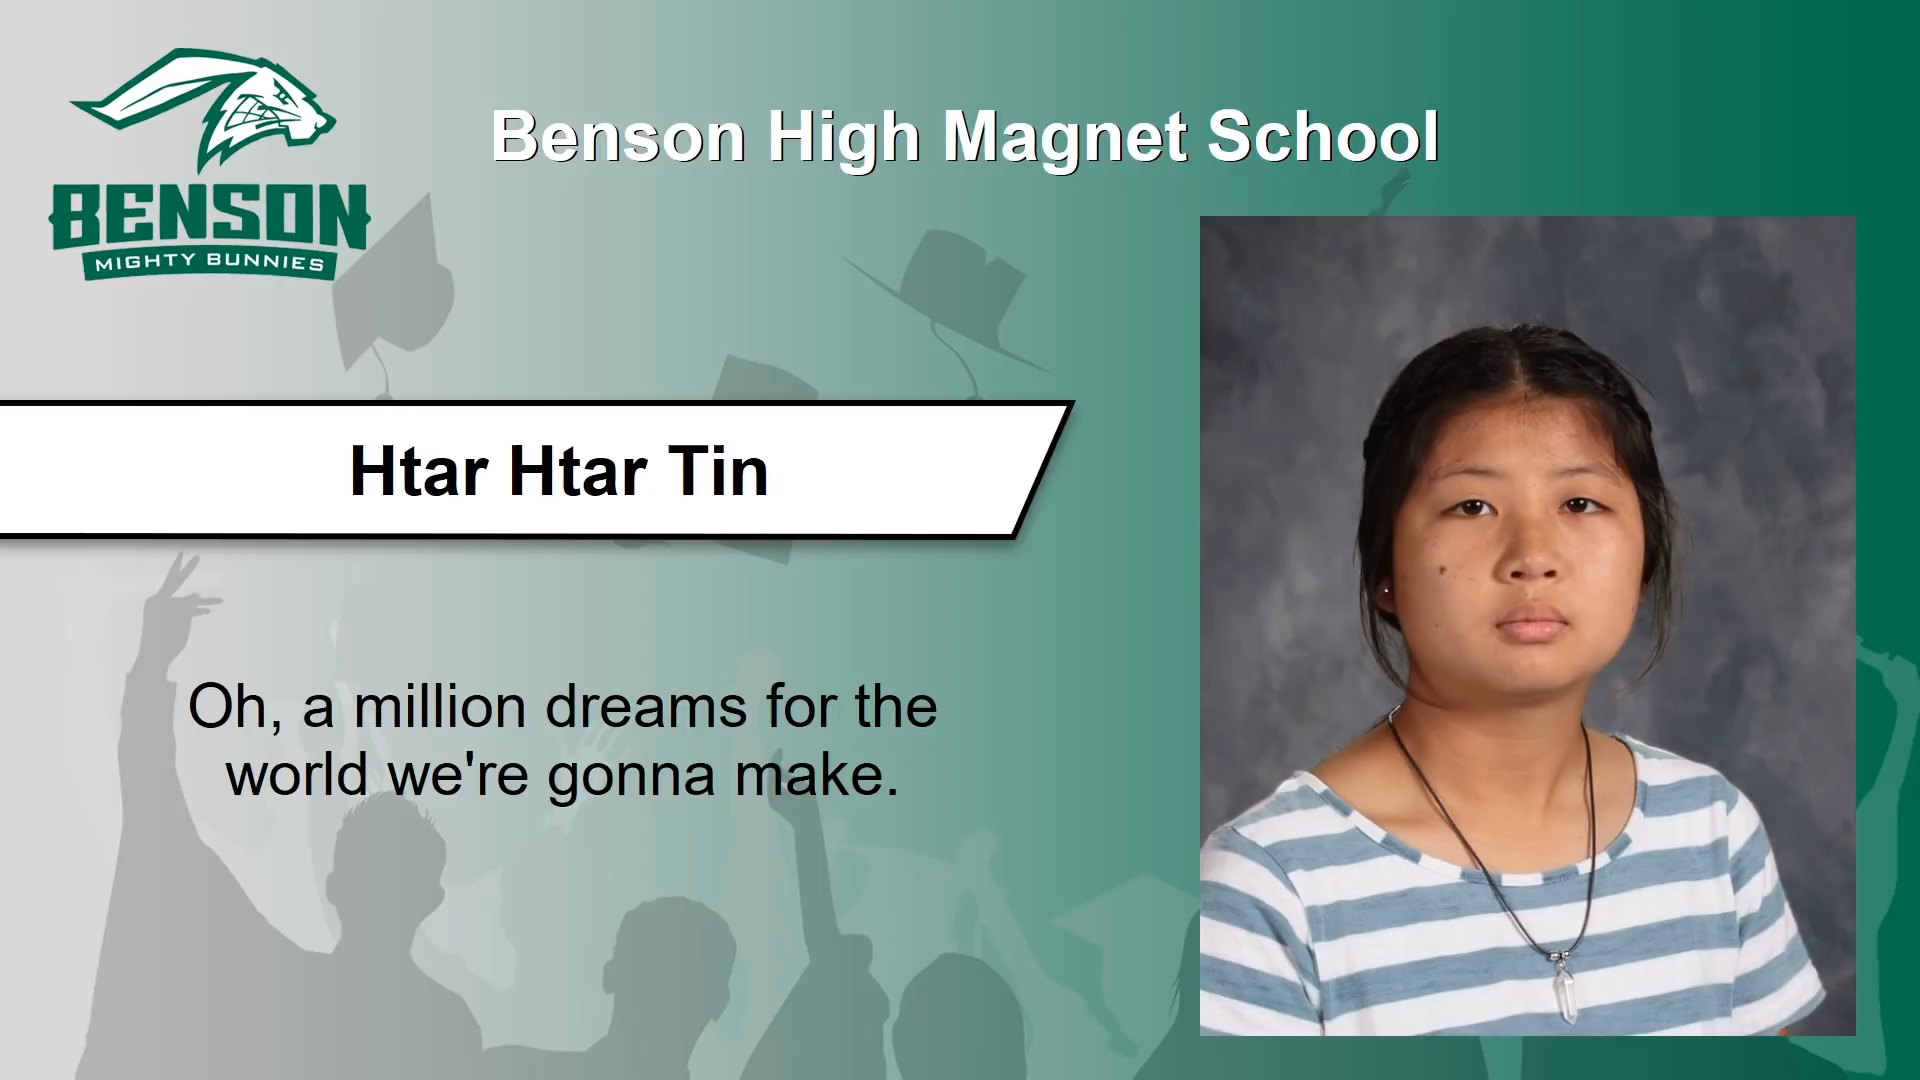 BENSON
MIGHTY BUNNIES
Benson High Magnet School
Htar Htar Tin
Oh, a million dreams for the
world we're gonna make.